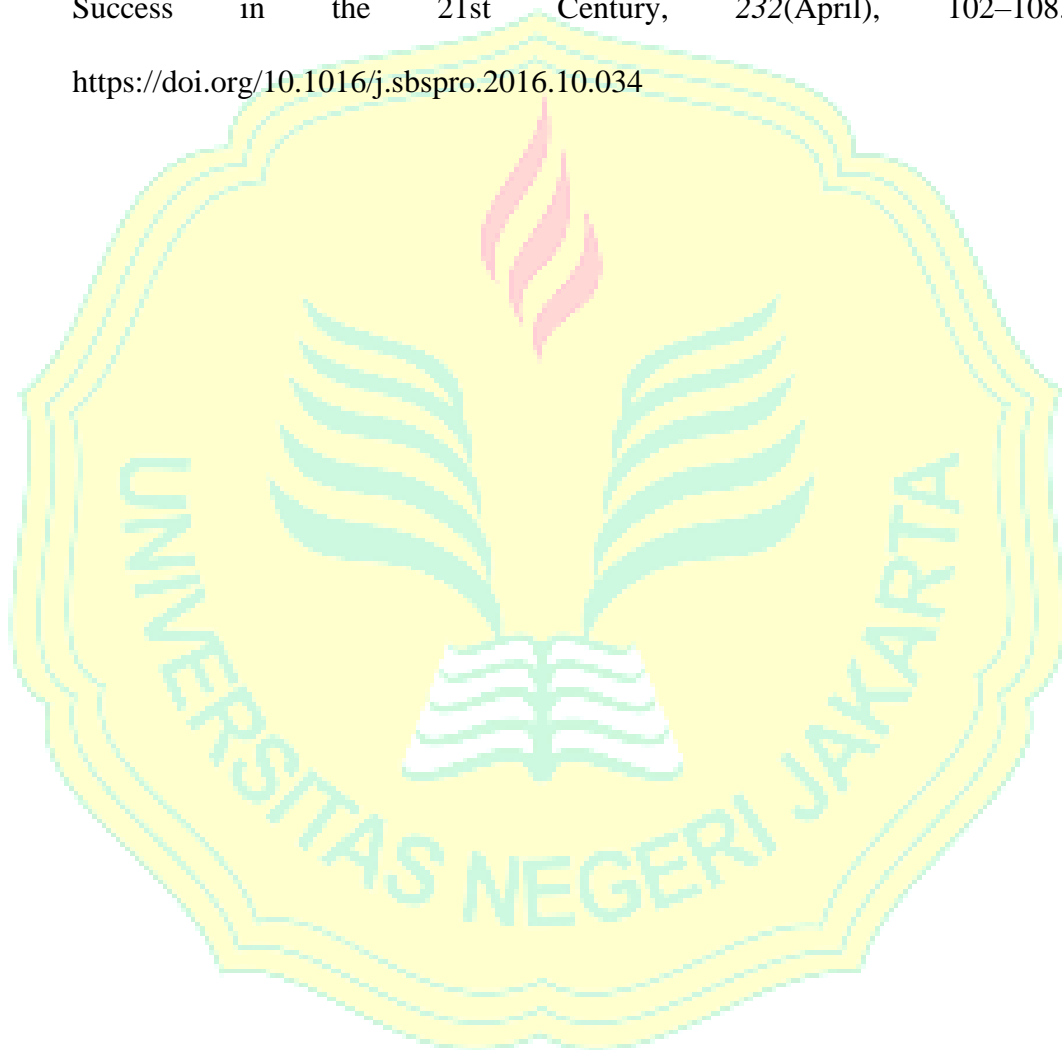 Success in the 21st Century, 232(April), 102–108.
https://doi.org/10.1016/j.sbspro.2016.10.034
UNIVERSITAS NEGERI JAKARTA